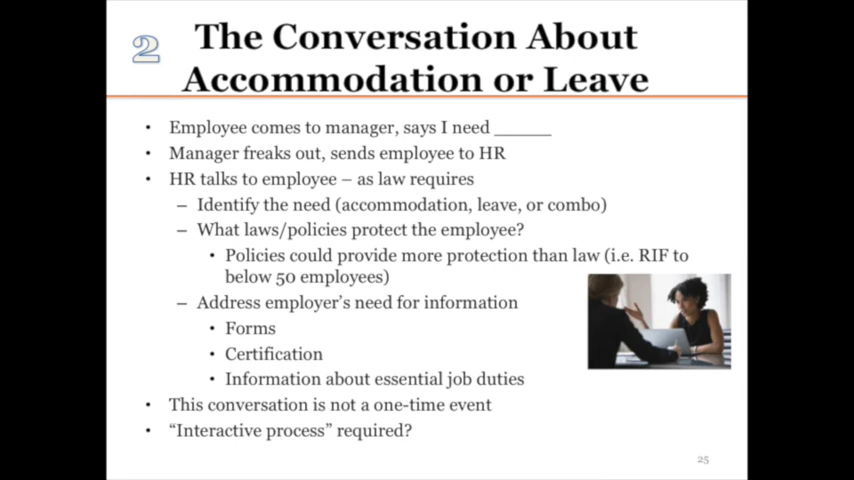 2
The Conversation About
Accommodation or Leave
• Employee comes to manager, says I need _____
• Manager freaks out, sends employee to HR
• HR talks to employee – as law requires
– Identify the need (accommodation, leave, or combo)
– What laws/policies protect the employee?
• Policies could provide more protection than law (i.e. RIF to
below 50 employees)
– Address employer's need for information
• Forms
• Certification
• Information about essential job duties
• This conversation is not a one-time event
• “Interactive process” required?
25